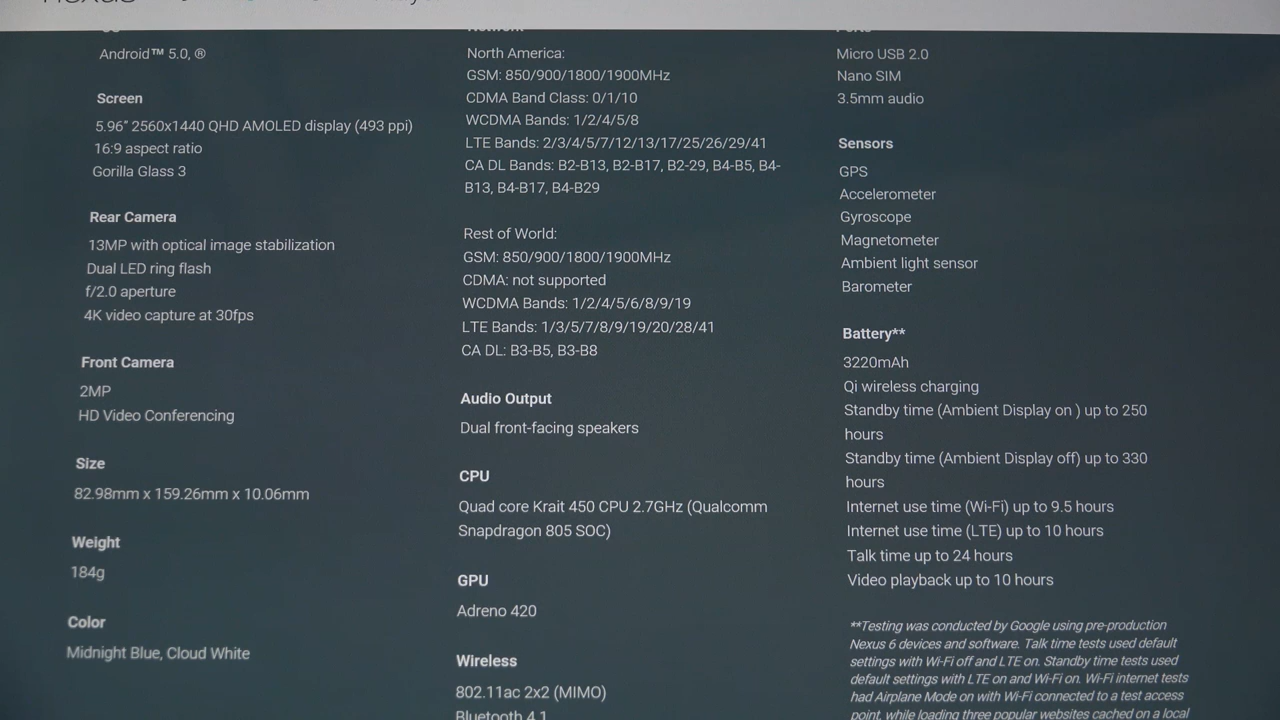 Android™ 5.0, ®
Screen
5.96” 2560x1440 QHD AMOLED display (493 ppi)
16:9 aspect ratio
Gorilla Glass 3
Rear Camera
13MP with optical image stabilization
Dual LED ring flash
f/2.0 aperture
4K video capture at 30fps
Front Camera
2MP
HD Video Conferencing
Size
82.98mm x 159.26mm x 10.06mm
Weight
184g
Color
Midnight Blue, Cloud White
Network
North America:
GSM: 850/900/1800/1900MHz
CDMA Band Class: 0/1/10
WCDMA Bands: 1/2/4/5/8
LTE Bands: 2/3/4/5/7/12/13/17/25/26/29/41
CA DL Bands: B2-B13, B2-B17, B2-29, B4-B5, B4-
B13, B4-B17, B4-B29
Rest of World:
GSM: 850/900/1800/1900MHz
CDMA: not supported
WCDMA Bands: 1/2/4/5/6/8/9/19
LTE Bands: 1/3/5/7/8/9/19/20/28/41
CA DL: B3-B5, B3-B8
Audio Output
Dual front-facing speakers
CPU
Quad core Krait 450 CPU 2.7GHz (Qualcomm
Snapdragon 805 SOC)
GPU
Adreno 420
Wireless
802.11ac 2x2 (MIMO)
Bluetooth 4.1
Micro USB 2.0
Nano SIM
3.5mm audio
Sensors
GPS
Accelerometer
Gyroscope
Magnetometer
Ambient light sensor
Barometer
Battery**
3220mAh
Qi wireless charging
Standby time (Ambient Display on ) up to 250
hours
Standby time (Ambient Display off) up to 330
hours
Internet use time (Wi-Fi) up to 9.5 hours
Internet use time (LTE) up to 10 hours
Talk time up to 24 hours
Video playback up to 10 hours
**Testing was conducted by Google using pre-production
Nexus 6 devices and software. Talk time tests used default
settings with Wi-Fi off and LTE on. Standby time tests used
default settings with LTE on and Wi-Fi on. Wi-Fi internet tests
had Airplane Mode on with Wi-Fi connected to a test access
point, while loading three popular websites cached on a local